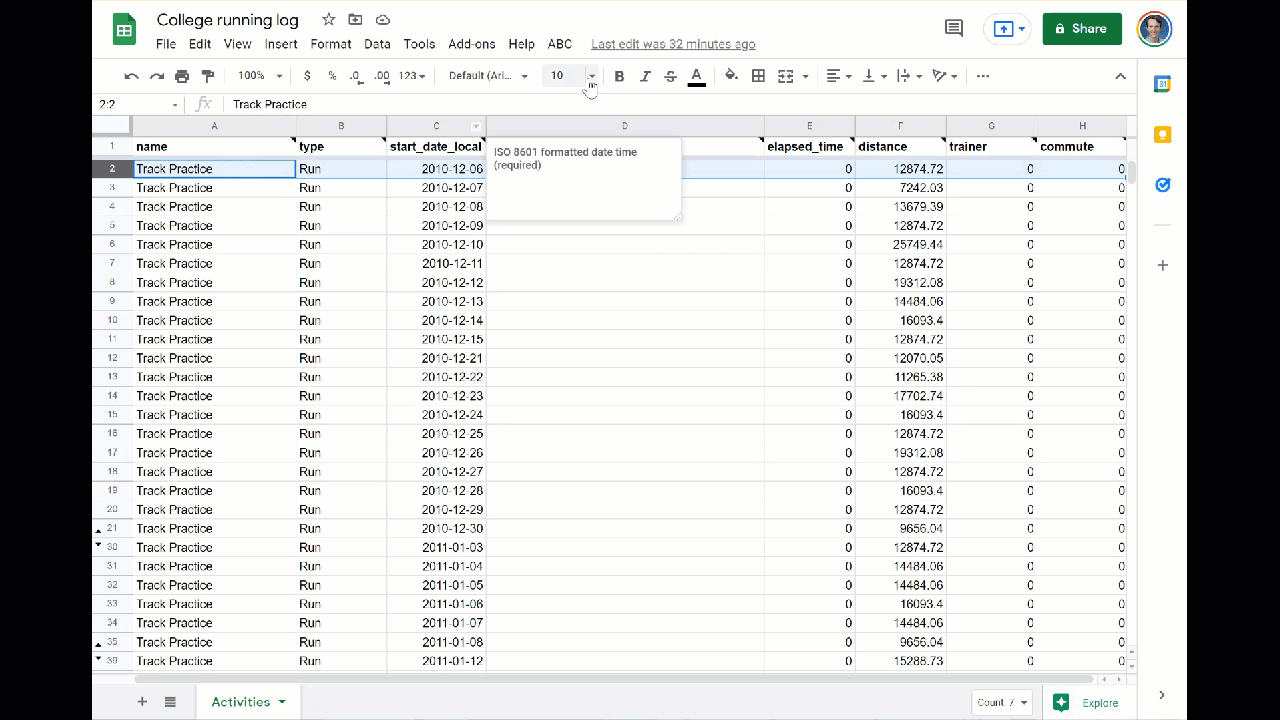 College running log
File Edit View Insert Format Data Tools Add-ons Help ABC Last edit was 32 minutes ago
Share
100% $ % .0 .00 123 Default (Ari... 10 B I S A
31
2:2 fx Track Practice
A B C D E F G H
1 name type start_date_local elapsed_time distance trainer commute
ISO 8601 formatted date time
(required)
2 Track Practice Run 2010-12-06 0 12874.72 0 0
3 Track Practice Run 2010-12-07 0 7242.03 0 0
4 Track Practice Run 2010-12-08 0 13679.39 0 0
5 Track Practice Run 2010-12-09 0 12874.72 0 0
6 Track Practice Run 2010-12-10 0 25749.44 0 0
7 Track Practice Run 2010-12-11 0 12874.72 0 0
8 Track Practice Run 2010-12-12 0 19312.08 0 0
9 Track Practice Run 2010-12-13 0 14484.06 0 0
10 Track Practice Run 2010-12-14 0 16093.4 0 0
11 Track Practice Run 2010-12-15 0 12874.72 0 0
12 Track Practice Run 2010-12-21 0 12070.05 0 0
13 Track Practice Run 2010-12-22 0 11265.38 0 0
14 Track Practice Run 2010-12-23 0 17702.74 0 0
15 Track Practice Run 2010-12-24 0 16093.4 0 0
16 Track Practice Run 2010-12-25 0 12874.72 0 0
17 Track Practice Run 2010-12-26 0 19312.08 0 0
18 Track Practice Run 2010-12-27 0 12874.72 0 0
19 Track Practice Run 2010-12-28 0 16093.4 0 0
20 Track Practice Run 2010-12-29 0 12874.72 0 0
21 Track Practice Run 2010-12-30 0 9656.04 0 0
30 Track Practice Run 2011-01-03 0 12874.72 0 0
31 Track Practice Run 2011-01-04 0 14484.06 0 0
32 Track Practice Run 2011-01-05 0 14484.06 0 0
33 Track Practice Run 2011-01-06 0 16093.4 0 0
34 Track Practice Run 2011-01-07 0 14484.06 0 0
35 Track Practice Run 2011-01-08 0 9656.04 0 0
39 Track Practice Run 2011-01-12 0 15288.73 0 0
Activities Count: 7 Explore